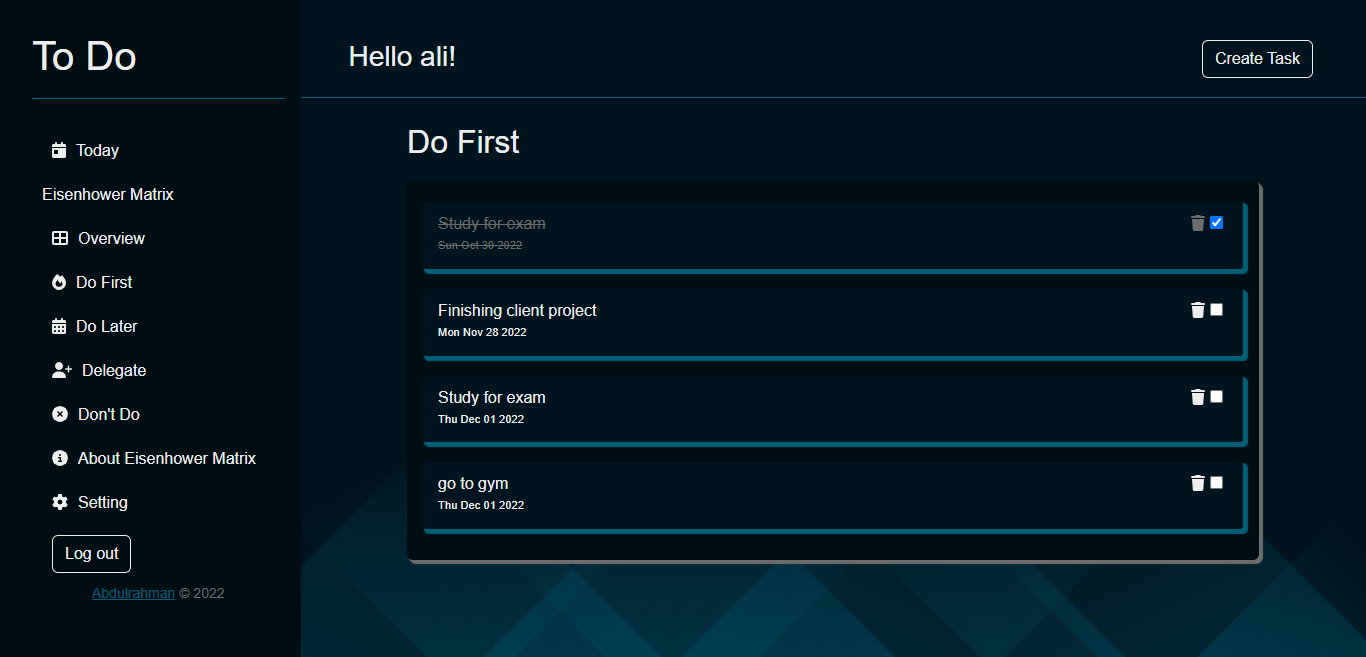 To Do
Today
Eisenhower Matrix
Overview
Do First
Do Later
Delegate
Don't Do
About Eisenhower Matrix
Setting
Log out
Abdulrahman © 2022
Hello ali!
Create Task
Do First
Study for exam
Sun Oct 30 2022
Finishing client project
Mon Nov 28 2022
Study for exam
Thu Dec 01 2022
go to gym
Thu Dec 01 2022